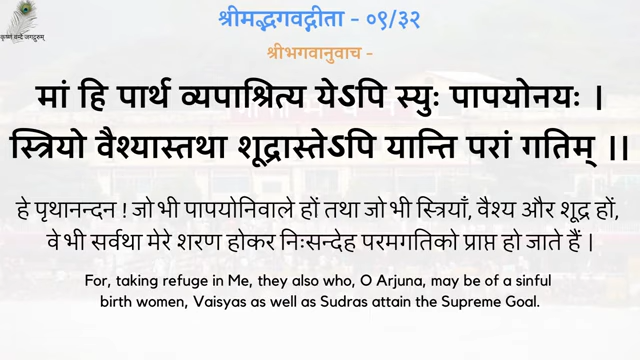 श्रीमद्भगवद्गीता - ०९/३२
कृष्णं वन्दे जगद्गुरुम्
श्रीभगवानुवाच -
मां हि पार्थ व्यपाश्रित्य येऽपि स्युः पापयोनयः ।
स्त्रियो वैश्यास्तथा शूद्रास्तेऽपि यान्ति परां गतिम् ।।
हे पृथानन्दन ! जो भी पापयोनिवाले हों तथा जो भी स्त्रियाँ, वैश्य और शूद्र हों,
वे भी सर्वथा मेरे शरण होकर निःसन्देह परमगतिको प्राप्त हो जाते हैं ।
For, taking refuge in Me, they also who, O Arjuna, may be of a sinful
birth women, Vaisyas as well as Sudras attain the Supreme Goal.